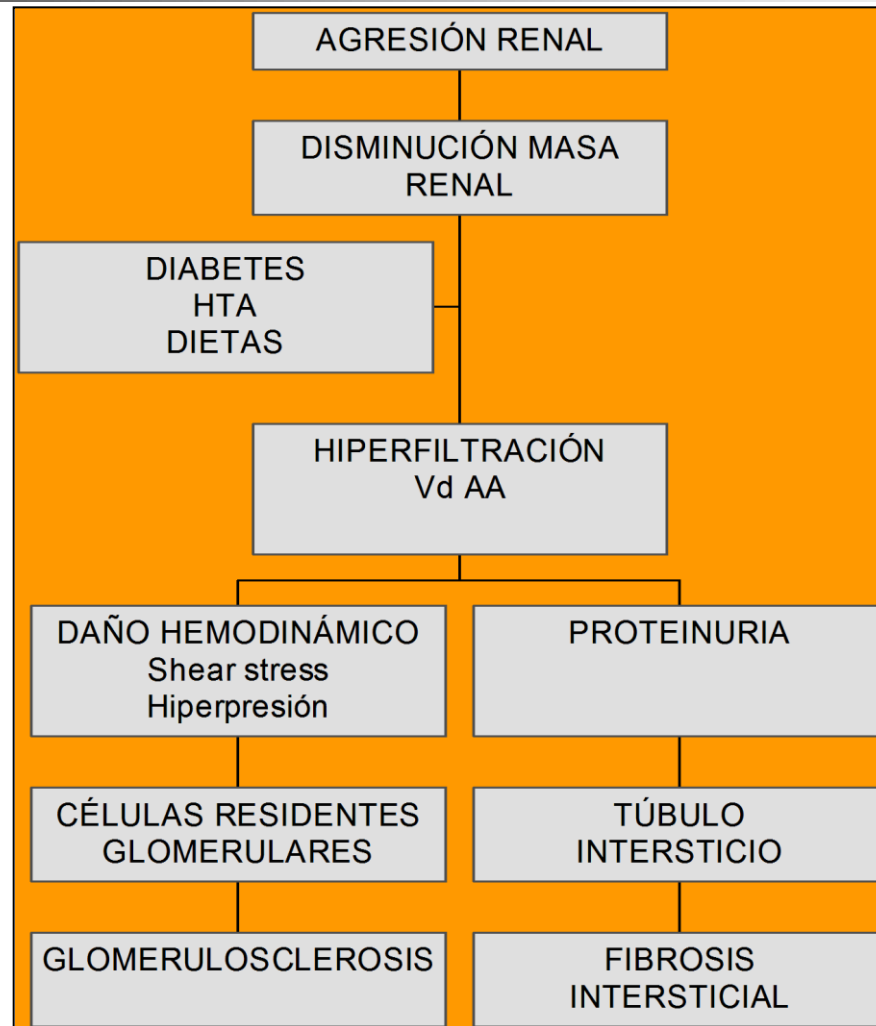 AGRESIÓN RENAL
DISMINUCIÓN MASA
RENAL
DIABETES
HTA
DIETAS
HIPERFILTRACIÓN
Vd AA
DAÑO HEMODINÁMICO
Shear stress
Hiperpresión
PROTEINURIA
CÉLULAS RESIDENTES
GLOMERULARES
TÚBULO
INTERSTICIO
GLOMERULOSCLEROSIS
FIBROSIS
INTERSTICIAL